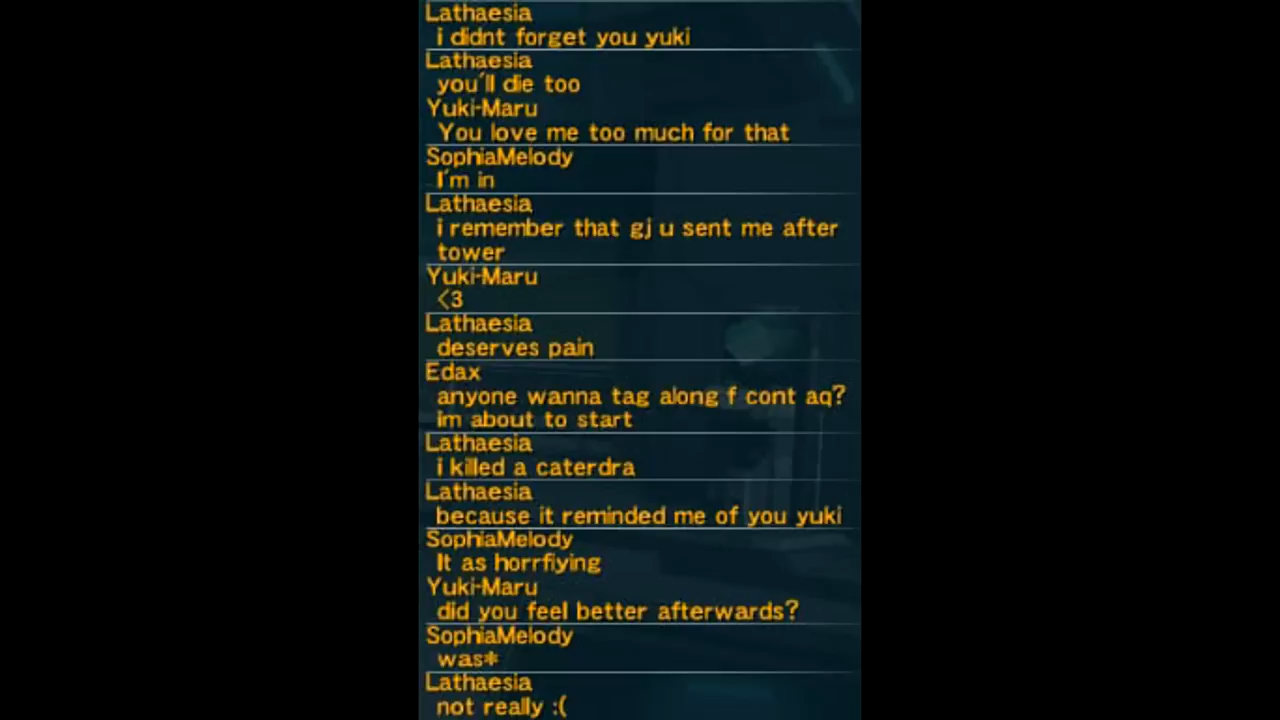 Lathaesia
i didnt forget you yuki
Lathaesia
you'll die too
Yuki-Maru
You love me too much for that
SophiaMelody
I'm in
Lathaesia
i remember that gj u sent me after
tower
Yuki-Maru
<3
Lathaesia
deserves pain
Edax
anyone wanna tag along f cont aq?
im about to start
Lathaesia
i killed a caterdra
Lathaesia
because it reminded me of you yuki
SophiaMelody
It as horrfiying
Yuki-Maru
did you feel better afterwards?
SophiaMelody
was*
Lathaesia
not really :(